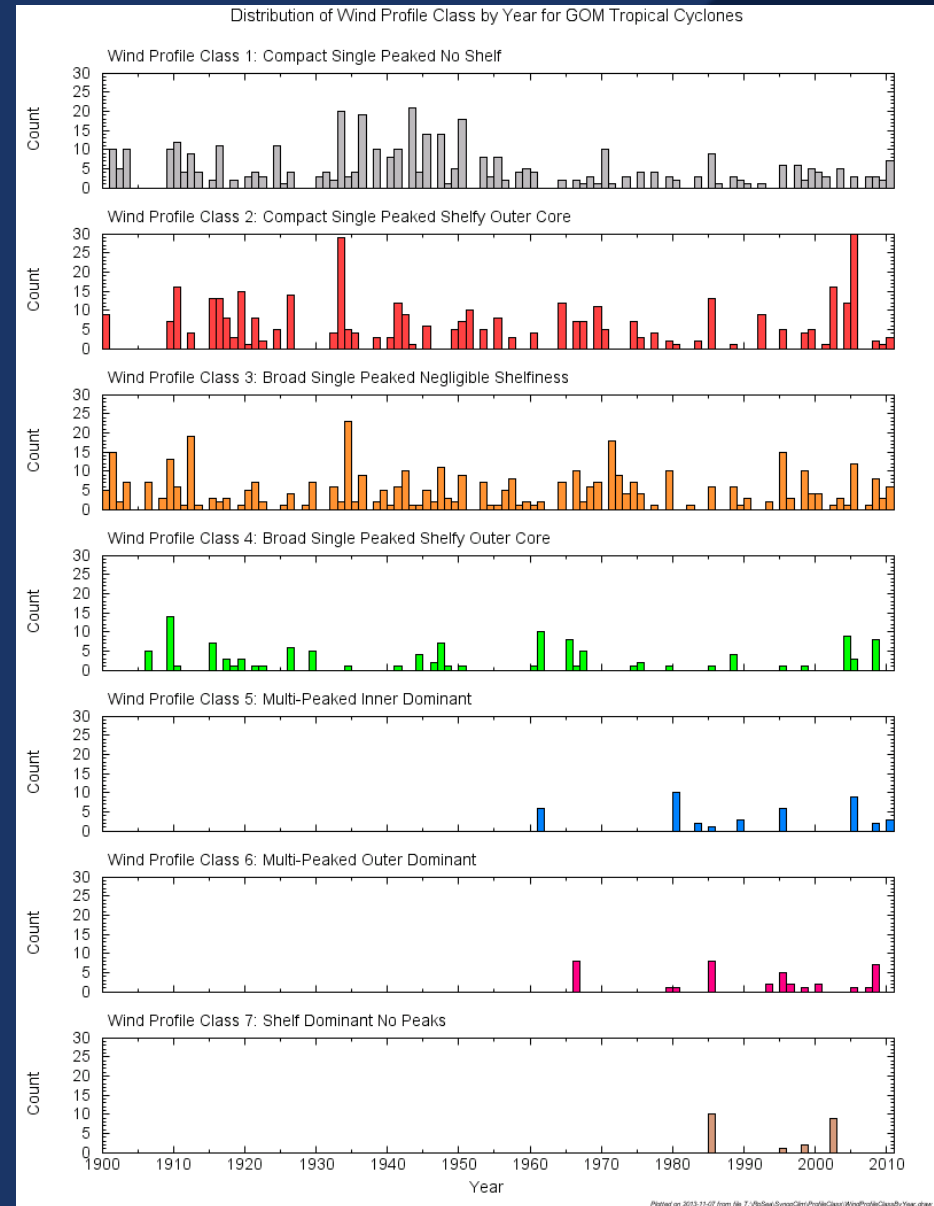 Distribution of Wind Profile Class by Year for GOM Tropical Cyclones
Wind Profile Class 1: Compact Single Peaked No Shelf
30
25
20
15
10
5
0
Count
Wind Profile Class 2: Compact Single Peaked Shelfy Outer Core
30
25
20
15
10
5
0
Count
Wind Profile Class 3: Broad Single Peaked Negligible Shelfiness
30
25
20
15
10
5
0
Count
Wind Profile Class 4: Broad Single Peaked Shelfy Outer Core
30
25
20
15
10
5
0
Count
Wind Profile Class 5: Multi-Peaked Inner Dominant
30
25
20
15
10
5
0
Count
Wind Profile Class 6: Multi-Peaked Outer Dominant
30
25
20
15
10
5
0
Count
Wind Profile Class 7: Shelf Dominant No Peaks
30
25
20
15
10
5
0
Count
1900 1910 1920 1930 1940 1950 1960 1970 1980 1990 2000 2010
Year
Plotted on 2013-11-07 from file